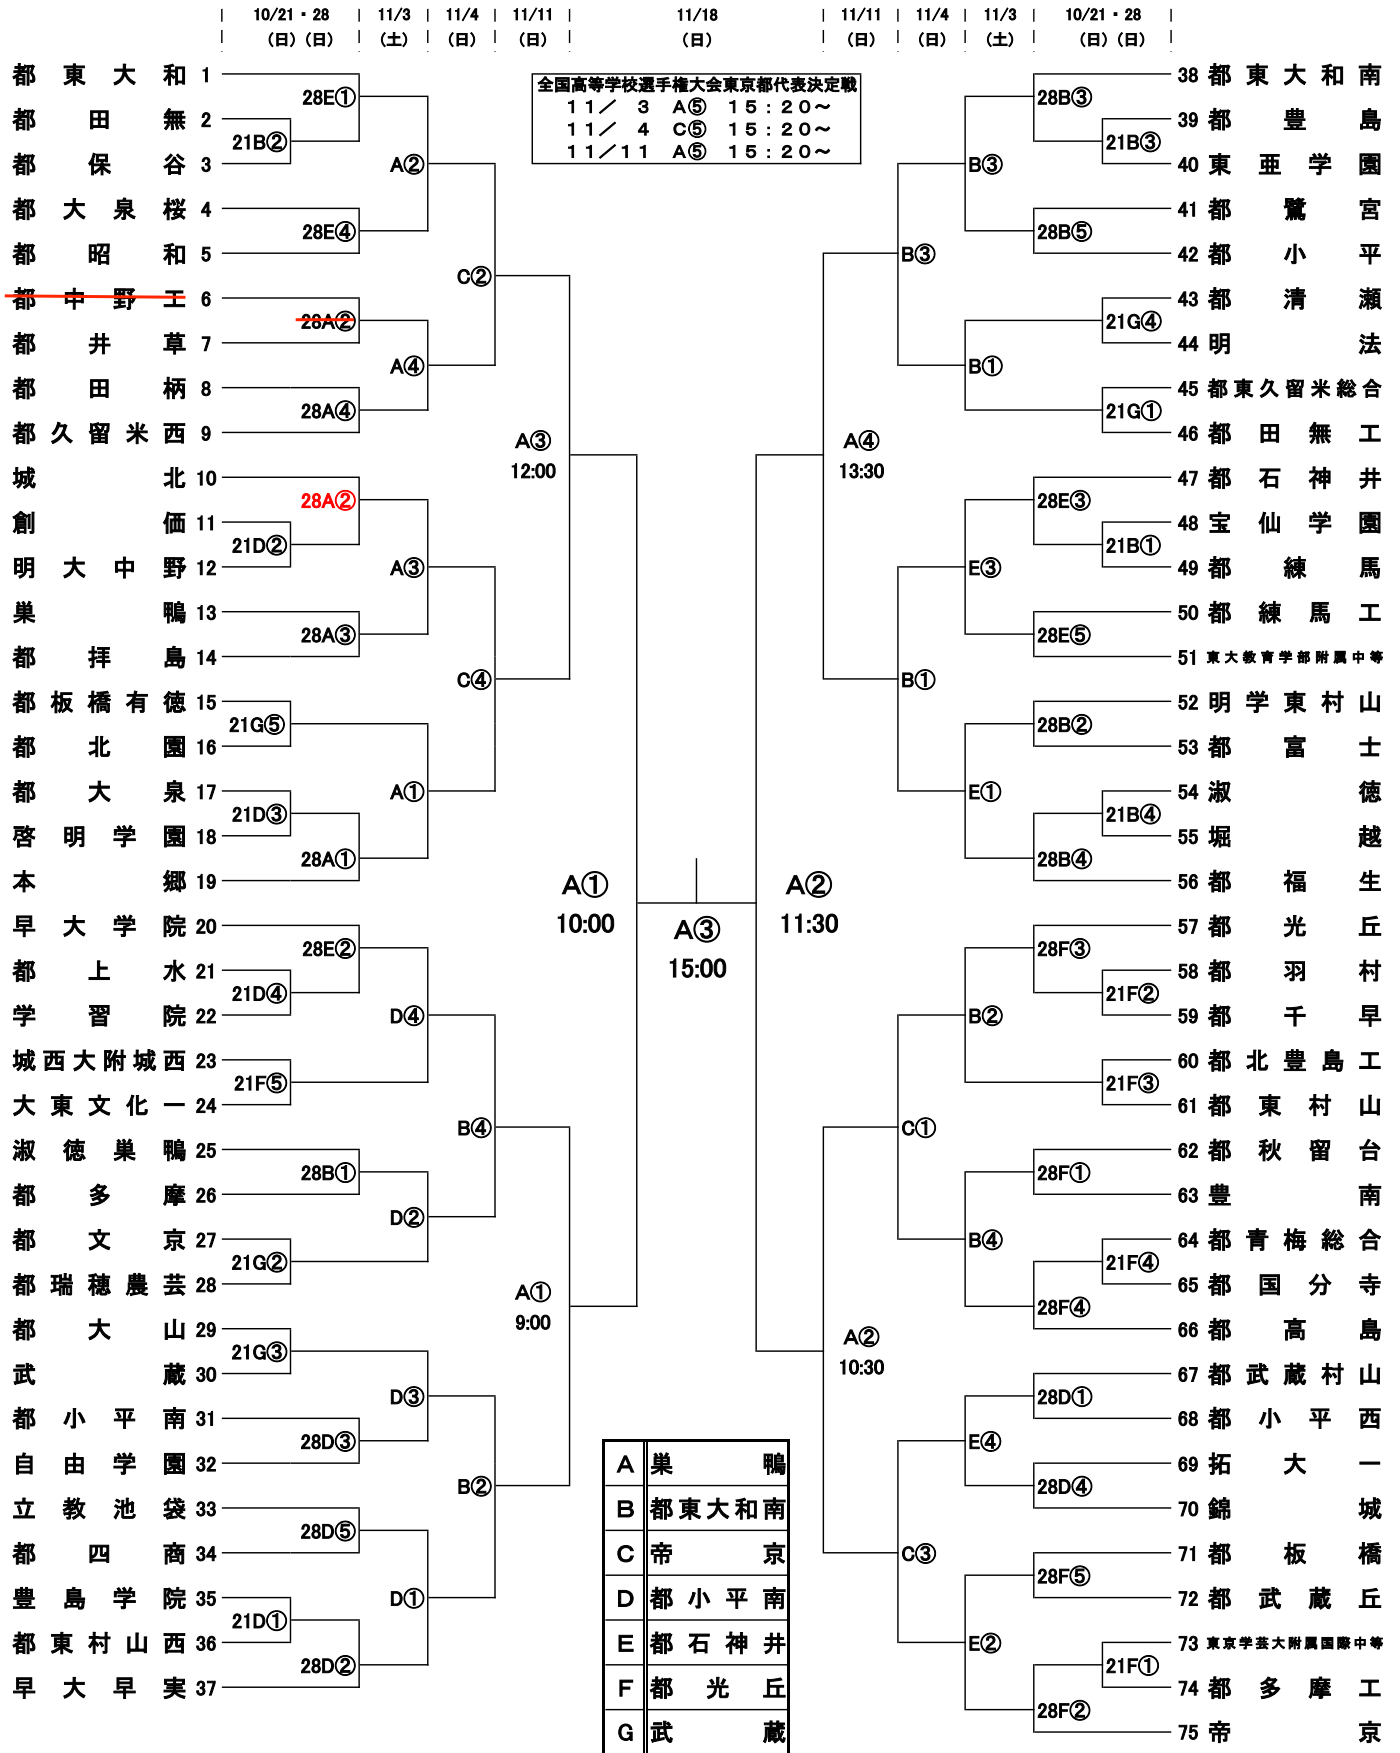 10/21・28 11/3 11/4 11/11 11/18 11/11 11/4 11/3 10/21・28
(日)(日) (土) (日) (日) (日) (日) (日) (土) (日)(日)
全国高等学校選手権大会東京都代表決定戦
11／ 3 A⑤ 15：20～
11／ 4 C⑤ 15：20～
11／11 A⑤ 15：20～
都東大和 1
都田無 2
都保谷 3
都大泉桜 4
都昭和 5
都中野工 6
都井草 7
都田柄 8
都久留米西 9
城北 10
創価 11
明大中野 12
巣鴨 13
都拝島 14
都板橋有徳 15
都北園 16
都大泉 17
啓明学園 18
本郷 19
早大学院 20
都上水 21
学習院 22
城西大附城西 23
大東文化一 24
淑徳巣鴨 25
都多摩 26
都文京 27
都瑞穂農芸 28
都大山 29
武蔵 30
都小平南 31
自由学園 32
立教池袋 33
都四商 34
豊島学院 35
都東村山西 36
早大早実 37
28E①
21B②
28E④
28A②
28A④
28A②
21D②
28A③
21G⑤
21D③
28A①
28E②
21D④
21F⑤
28B①
21G②
21G③
28D③
28D⑤
21D①
28D②
A②
A④
A③
A①
D④
D②
D③
D①
C②
C④
B④
B②
A③
12:00
A①
9:00
A①
10:00
A③
15:00
A②
11:30
A④
13:30
A②
10:30
B③
B①
C①
C③
B③
B①
E③
E①
B②
B④
E④
E②
28B③
21B③
28B⑤
21G④
21G①
28E③
21B①
28E⑤
28B②
21B④
28B④
28F③
21F②
21F③
28F①
21F④
28F④
28D①
28D④
28F⑤
21F①
28F②
38 都東大和南
39 都豊島
40 東亜学園
41 都鷺宮
42 都小平
43 都清瀬
44 明法
45 都東久留米総合
46 都田無工
47 都石神井
48 宝仙学園
49 都練馬
50 都練馬工
51 東大教育学部附属中等
52 明学東村山
53 都富士
54 淑徳
55 堀越
56 都福生
57 都光丘
58 都羽村
59 都千早
60 都北豊島工
61 都東村山
62 都秋留台
63 豊南
64 都青梅総合
65 都国分寺
66 都高島
67 都武蔵村山
68 都小平西
69 拓大一
70 錦城
71 都板橋
72 都武蔵丘
73 東京学芸大附属国際中等
74 都多摩工
75 帝京
A 巣鴨
B 都東大和南
C 帝京
D 都小平南
E 都石神井
F 都光丘
G 武蔵